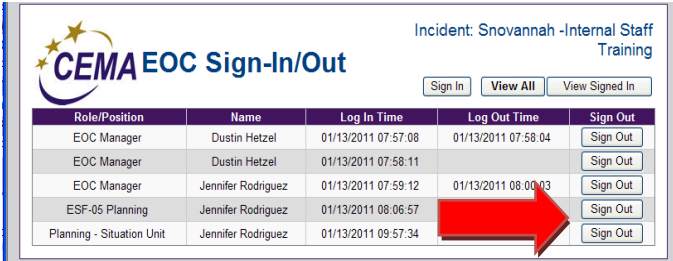 Incident: Snovannah -Internal Staff
Training
CEMA EOC Sign-In/Out
Sign In View All View Signed In
Role/Position Name Log In Time Log Out Time Sign Out
EOC Manager Dustin Hetzel 01/13/2011 07:57:08 01/13/2011 07:58:04 Sign Out
EOC Manager Dustin Hetzel 01/13/2011 07:58:11 Sign Out
EOC Manager Jennifer Rodriguez 01/13/2011 07:59:12 01/13/2011 08:00:03 Sign Out
ESF-05 Planning Jennifer Rodriguez 01/13/2011 08:06:57 Sign Out
Planning - Situation Unit Jennifer Rodriguez 01/13/2011 09:57:34 Sign Out